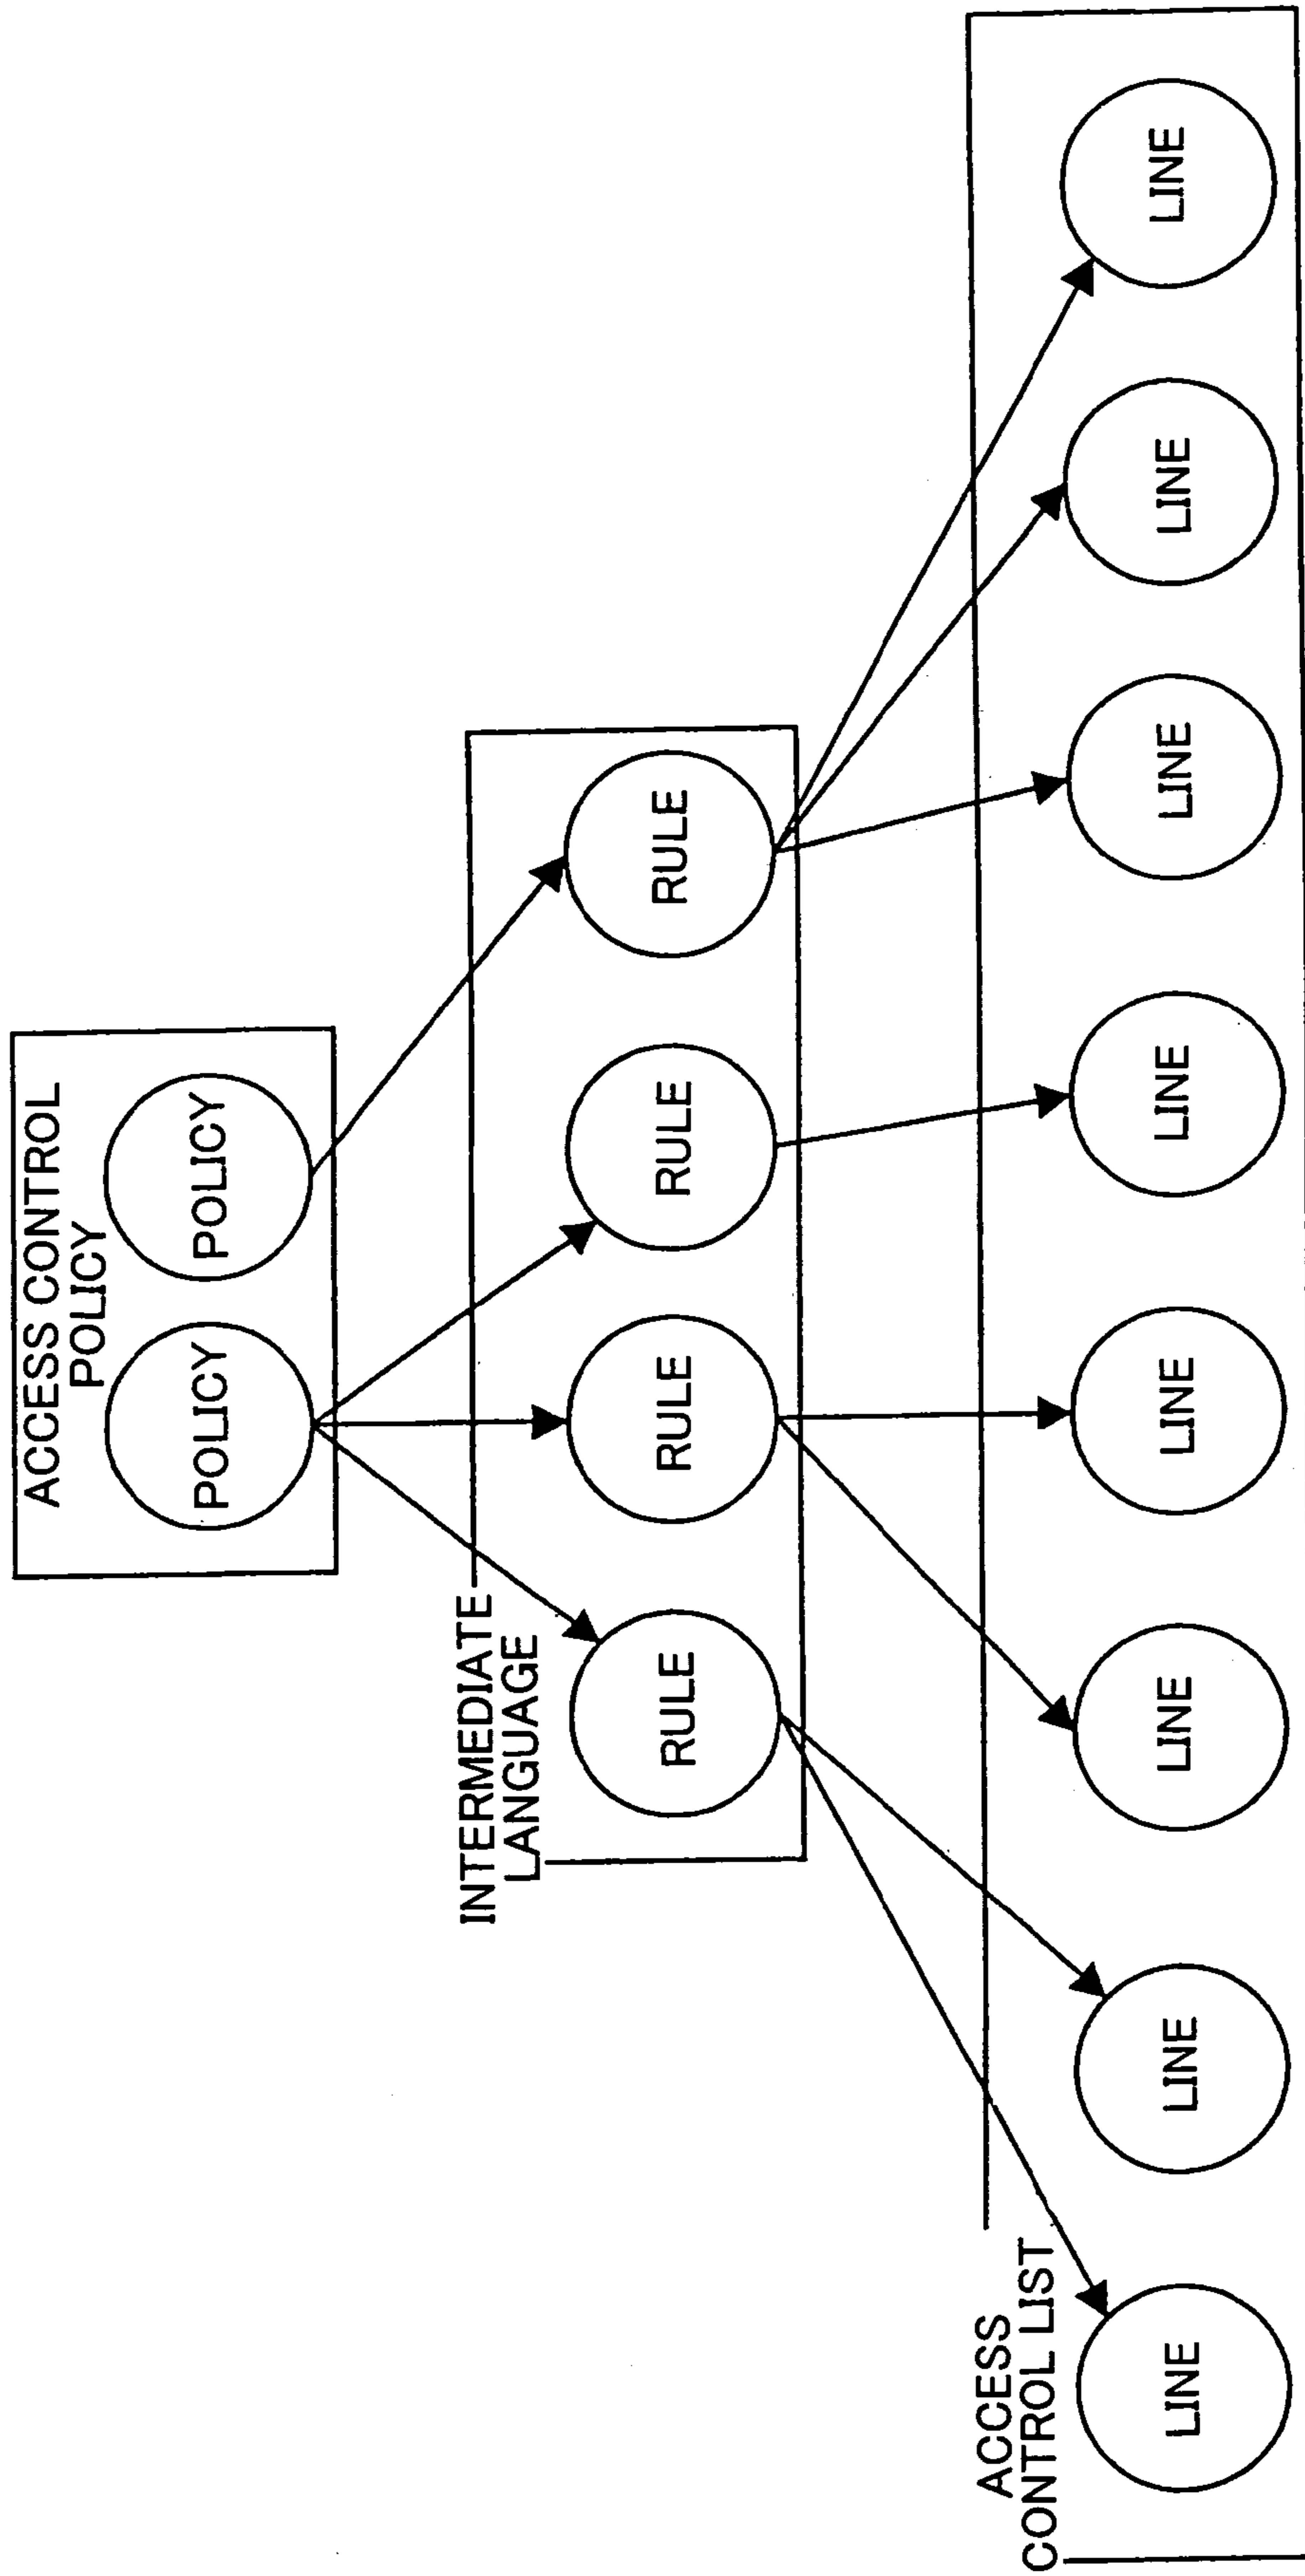 ACCESS CONTROL
POLICY
POLICY POLICY
INTERMEDIATE
LANGUAGE
RULE RULE RULE RULE
ACCESS
CONTROL LIST
LINE LINE LINE LINE LINE LINE LINE LINE